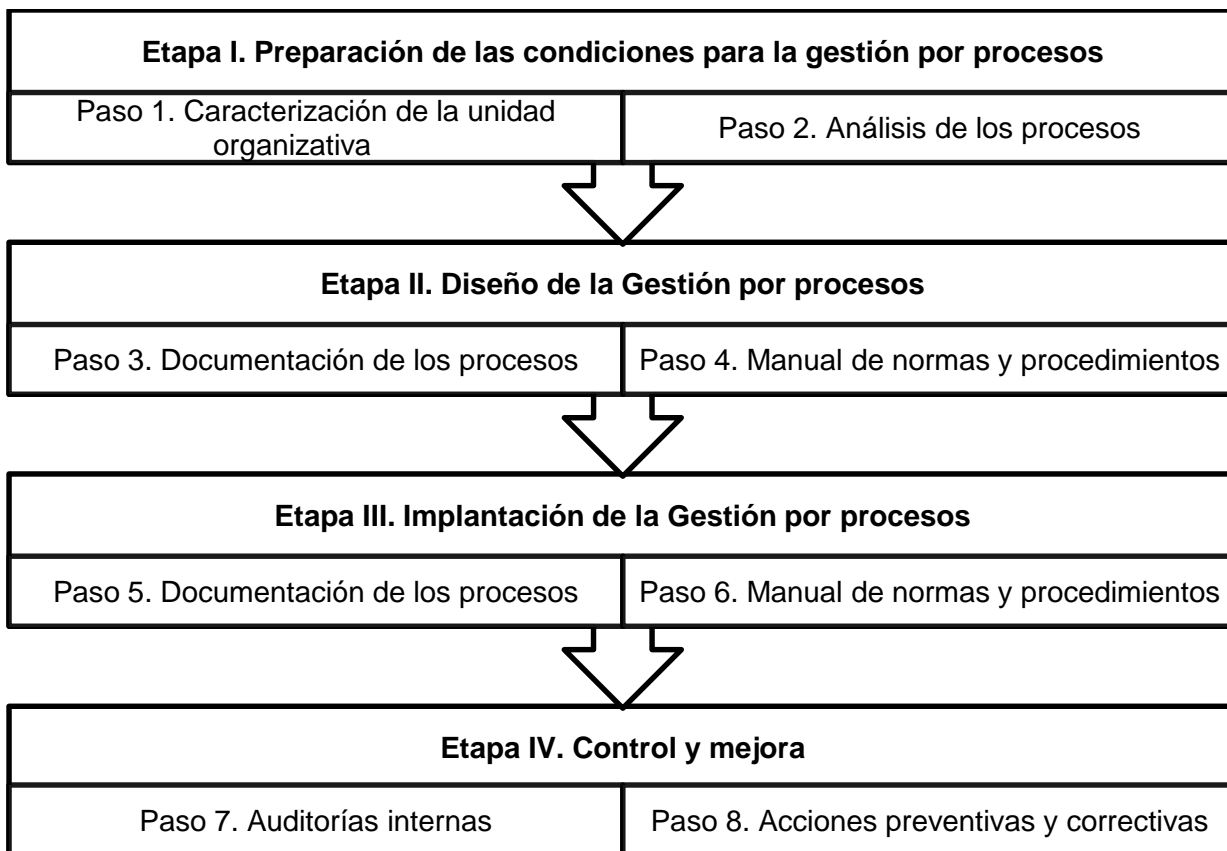 Etapa I. Preparación de las condiciones para la gestión por procesos
Paso 1. Caracterización de la unidad
organizativa
Paso 2. Análisis de los procesos
Etapa II. Diseño de la Gestión por procesos
Paso 3. Documentación de los procesos
Paso 4. Manual de normas y procedimientos
Etapa III. Implantación de la Gestión por procesos
Paso 5. Documentación de los procesos
Paso 6. Manual de normas y procedimientos
Etapa IV. Control y mejora
Paso 7. Auditorías internas
Paso 8. Acciones preventivas y correctivas